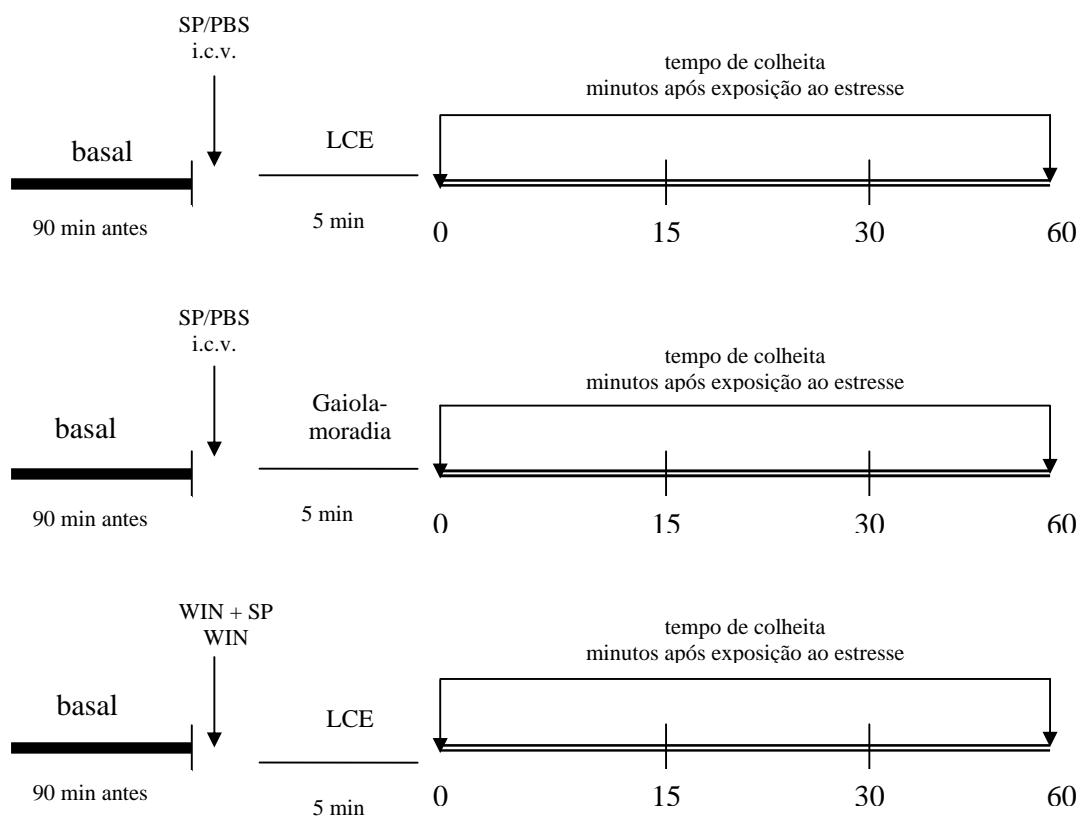 SP/PBS
i.c.v.
tempo de colheita
minutos após exposição ao estresse
basal
LCE
90 min antes
5 min
0
15
30
60
SP/PBS
i.c.v.
tempo de colheita
minutos após exposição ao estresse
basal
Gaiola-
moradia
90 min antes
5 min
0
15
30
60
WIN + SP
WIN
tempo de colheita
minutos após exposição ao estresse
basal
LCE
90 min antes
5 min
0
15
30
60